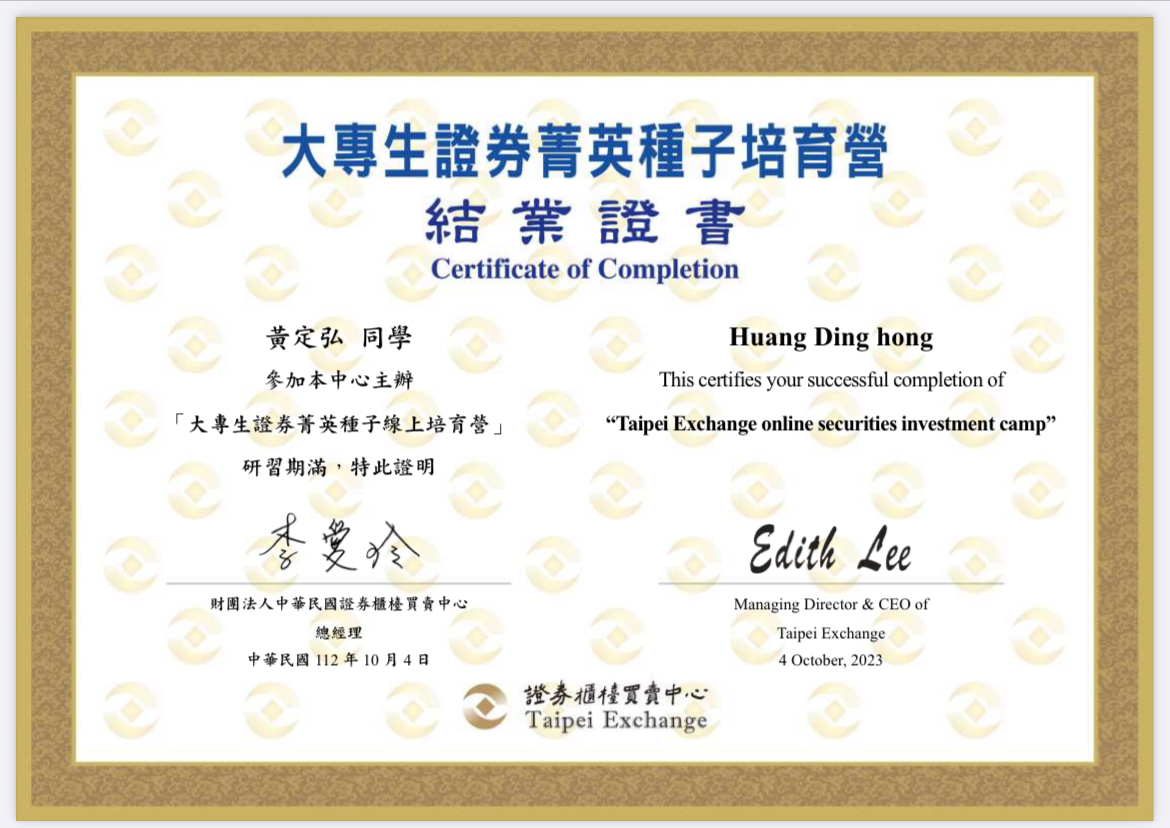 大專生證券菁英種子培育營
結業證書
Certificate of Completion
黃定弘 同學
參加本中心主辦
「大專生證券菁英種子線上培育營」
研習期滿，特此證明
李愛玲
財團法人中華民國證券櫃檯買賣中心
總經理
中華民國 112 年 10 月 4 日
Huang Ding hong
This certifies your successful completion of
“Taipei Exchange online securities investment camp”
Edith Lee
Managing Director & CEO of
Taipei Exchange
4 October, 2023
證券櫃檯買賣中心
Taipei Exchange